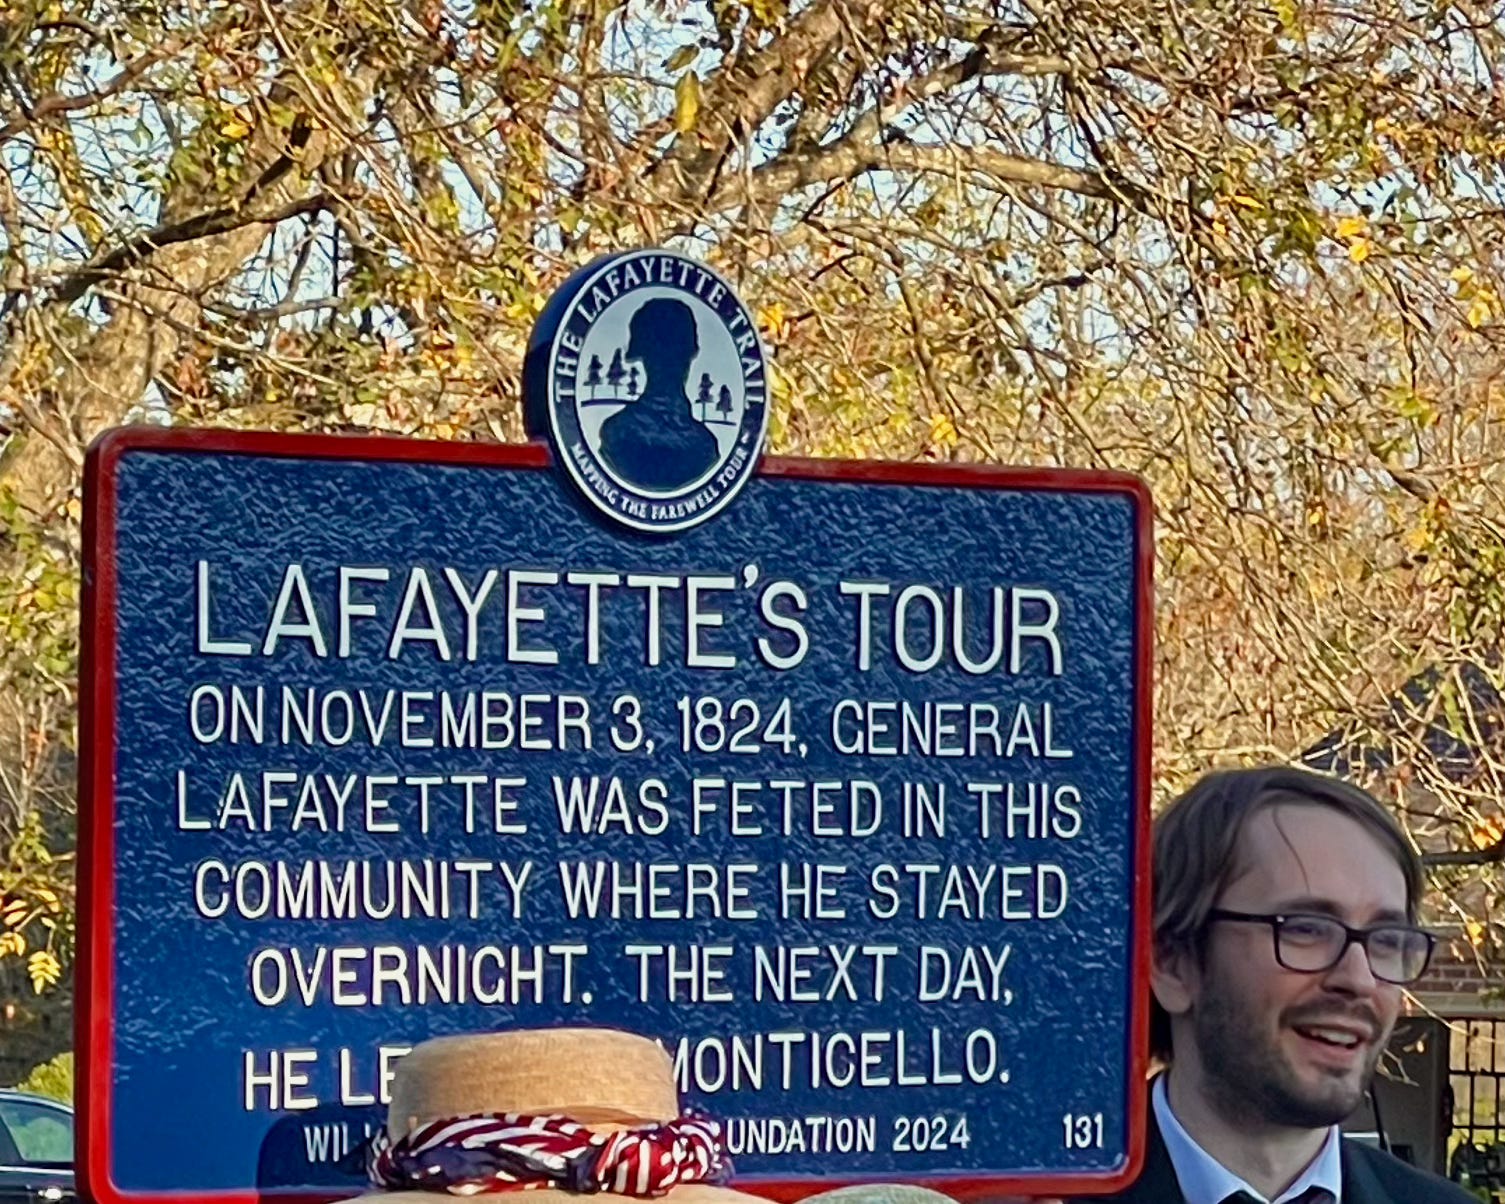 THE LAFAYETTE TRAIL
MAPPING THE FAREWELL TOUR
LAFAYETTE'S TOUR
ON NOVEMBER 3, 1824, GENERAL
LAFAYETTE WAS FETED IN THIS
COMMUNITY WHERE HE STAYED
OVERNIGHT. THE NEXT DAY,
HE MONTICELLO.
2024 131